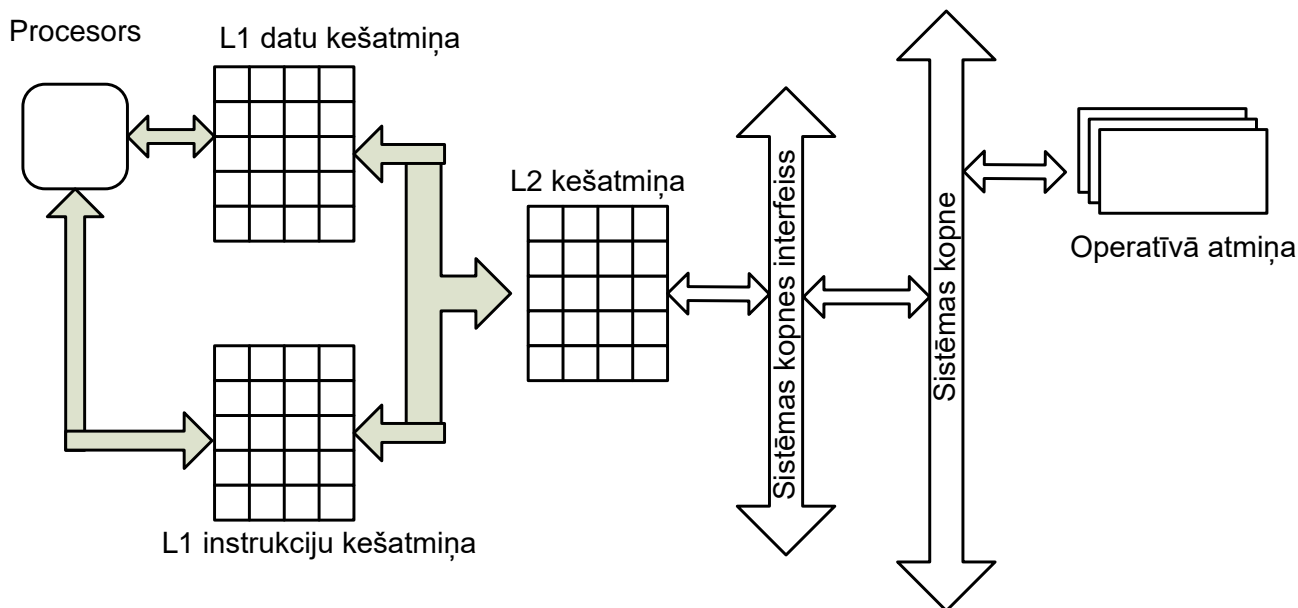 Procesors
L1 datu kešatmiņa
L2 kešatmiņa
L1 instrukciju kešatmiņa
Sistēmas kopnes interfeiss
Sistēmas kopne
Operatīvā atmiņa